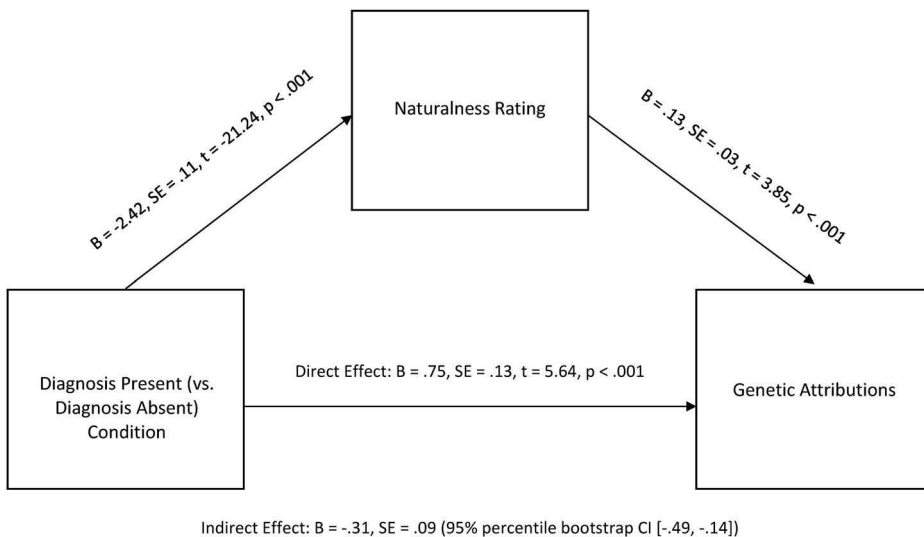 Naturalness Rating
B = -2.42, SE = .11, t = -21.24, p < .001
B = .13, SE = .03, t = 3.85, p < .001
Diagnosis Present (vs.
Diagnosis Absent)
Condition
Direct Effect: B = .75, SE = .13, t = 5.64, p < .001
Genetic Attributions
Indirect Effect: B = -.31, SE = .09 (95% percentile bootstrap CI [-.49, -.14])